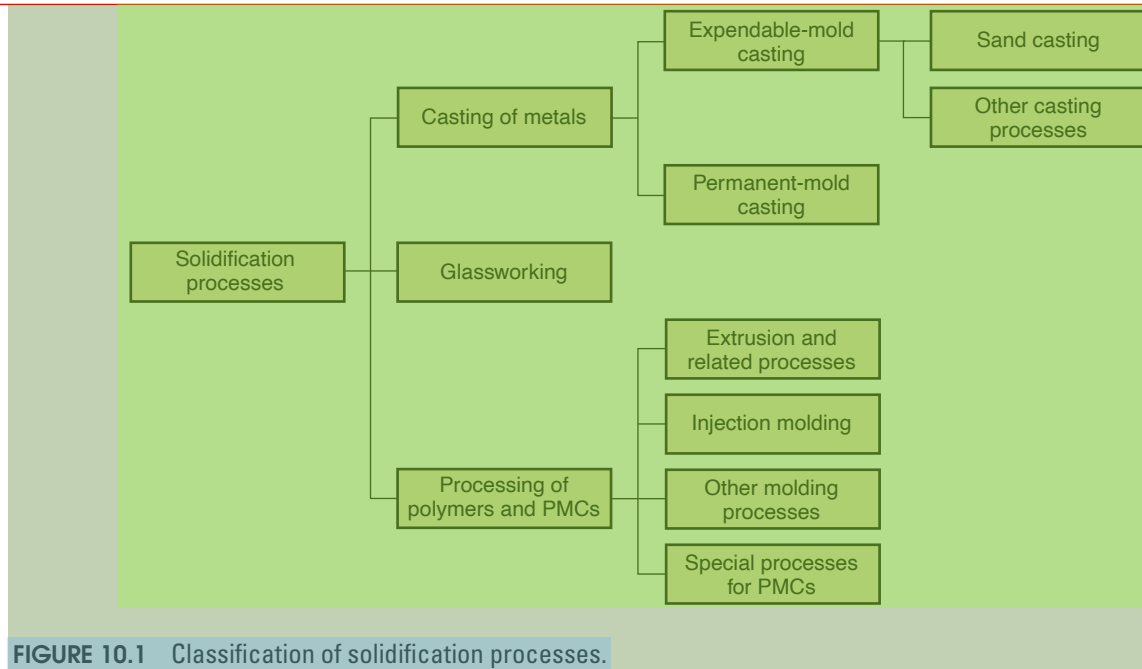 Expendable-mold
casting
Sand casting
Other casting
processes
Casting of metals
Permanent-mold
casting
Solidification
processes
Glassworking
Extrusion and
related processes
Injection molding
Processing of
polymers and PMCs
Other molding
processes
Special processes
for PMCs
FIGURE 10.1 Classification of solidification processes.